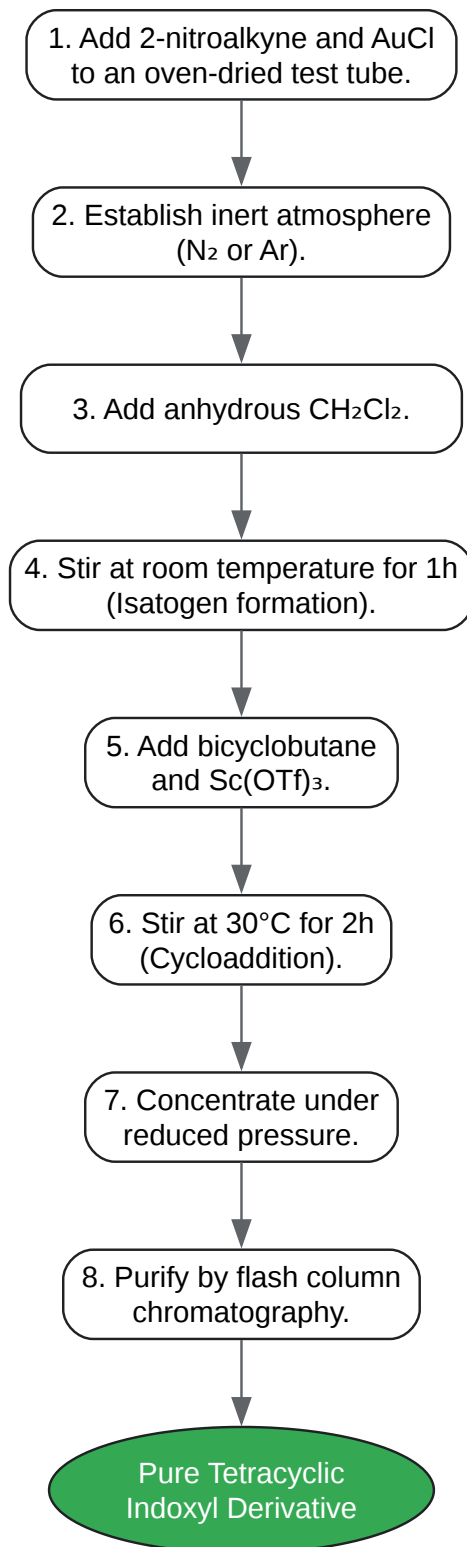 1. Add 2-nitroalkyne and AuCl
to an oven-dried test tube.
2. Establish inert atmosphere
(N₂ or Ar).
3. Add anhydrous CH₂Cl₂.
4. Stir at room temperature for 1h
(Isatogen formation).
5. Add bicyclobutane
and Sc(OTf)₃.
6. Stir at 30°C for 2h
(Cycloaddition).
7. Concentrate under
reduced pressure.
8. Purify by flash column
chromatography.
Pure Tetracyclic
Indoxyl Derivative